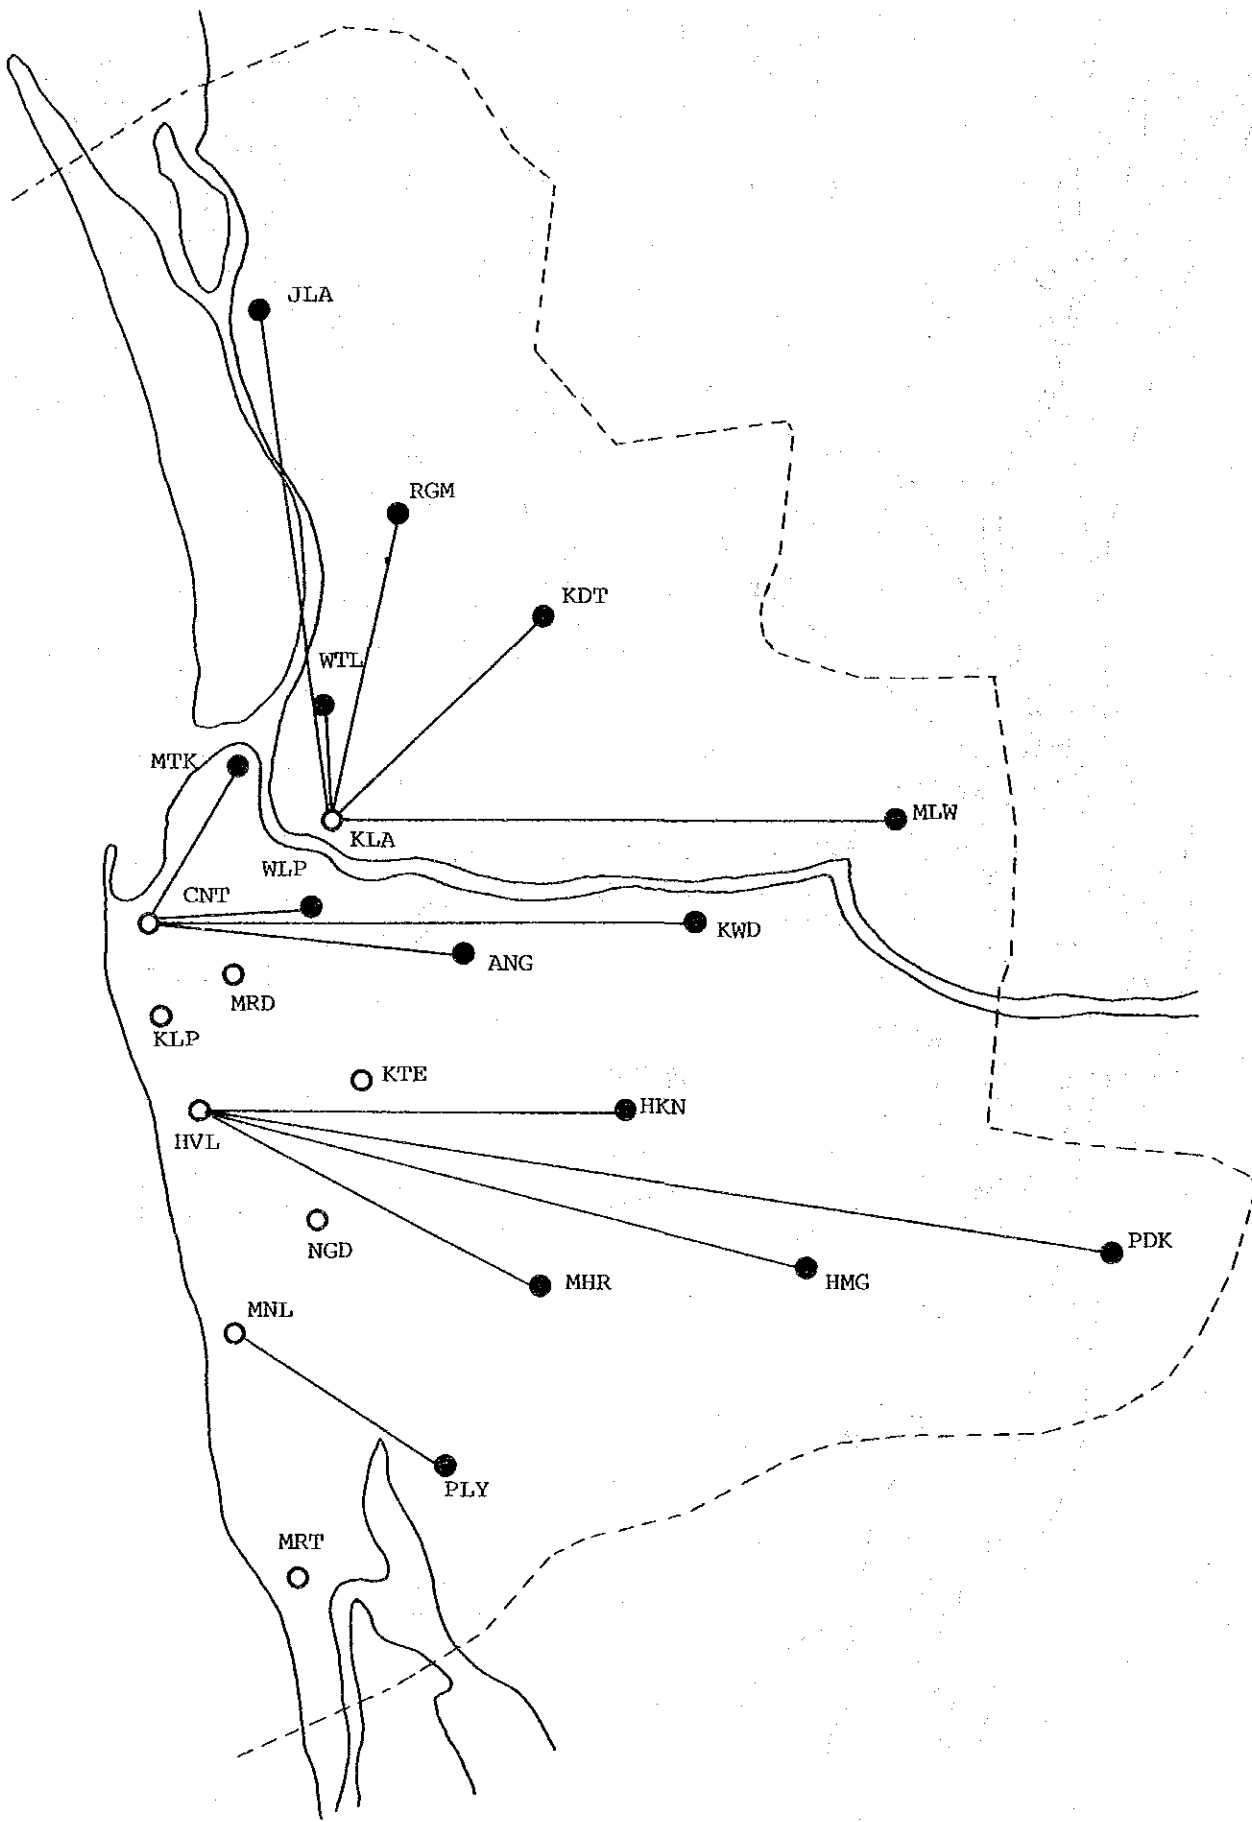 JLA
RGM
KDT
WTL
MTK
MLW
KLA
WLP
CNT
KWD
ANG
MRD
KLP
KTE
HKN
HVL
PDK
NGD
MHR
HMG
MNL
PLY
MRT